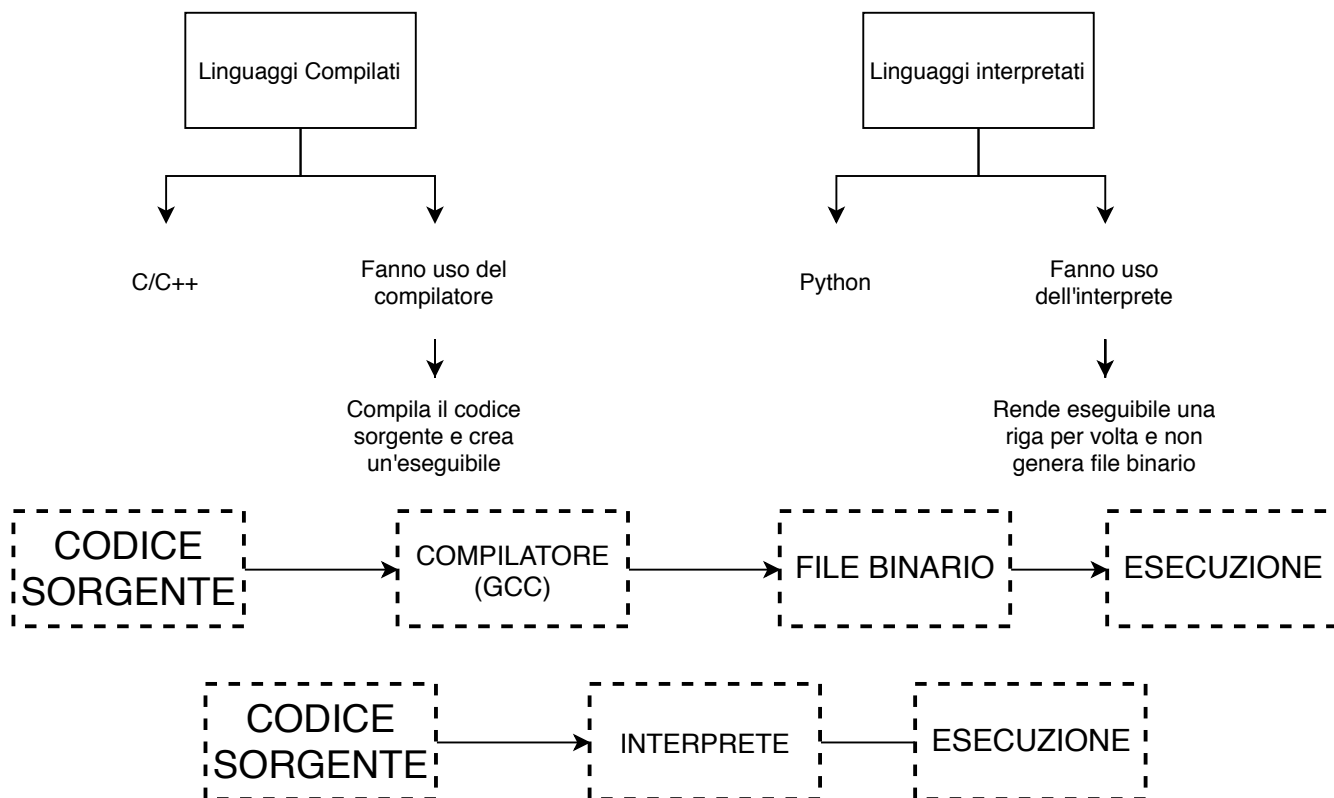 Linguaggi Compilati
Linguaggi interpretati
C/C++
Fanno uso del
compilatore
Python
Fanno uso
dell'interprete
Compila il codice
sorgente e crea
un'eseguibile
Rende eseguibile una
riga per volta e non
genera file binario
CODICE
SORGENTE
COMPILATORE
(GCC)
FILE BINARIO
ESECUZIONE
CODICE
SORGENTE
INTERPRETE
ESECUZIONE